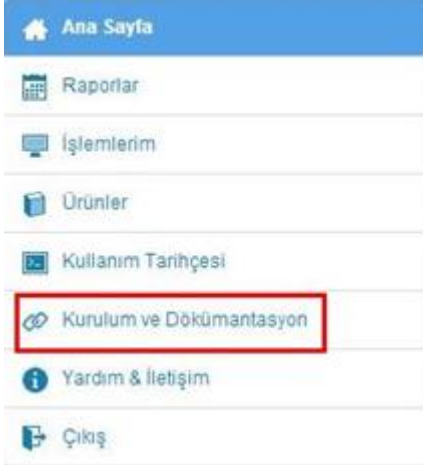 Ana Sayfa
Raporlar
İşlemlerim
Ürünler
Kullanım Tarihçesi
Kurulum ve Dökümantasyon
Yardım & İletişim
Çıkış